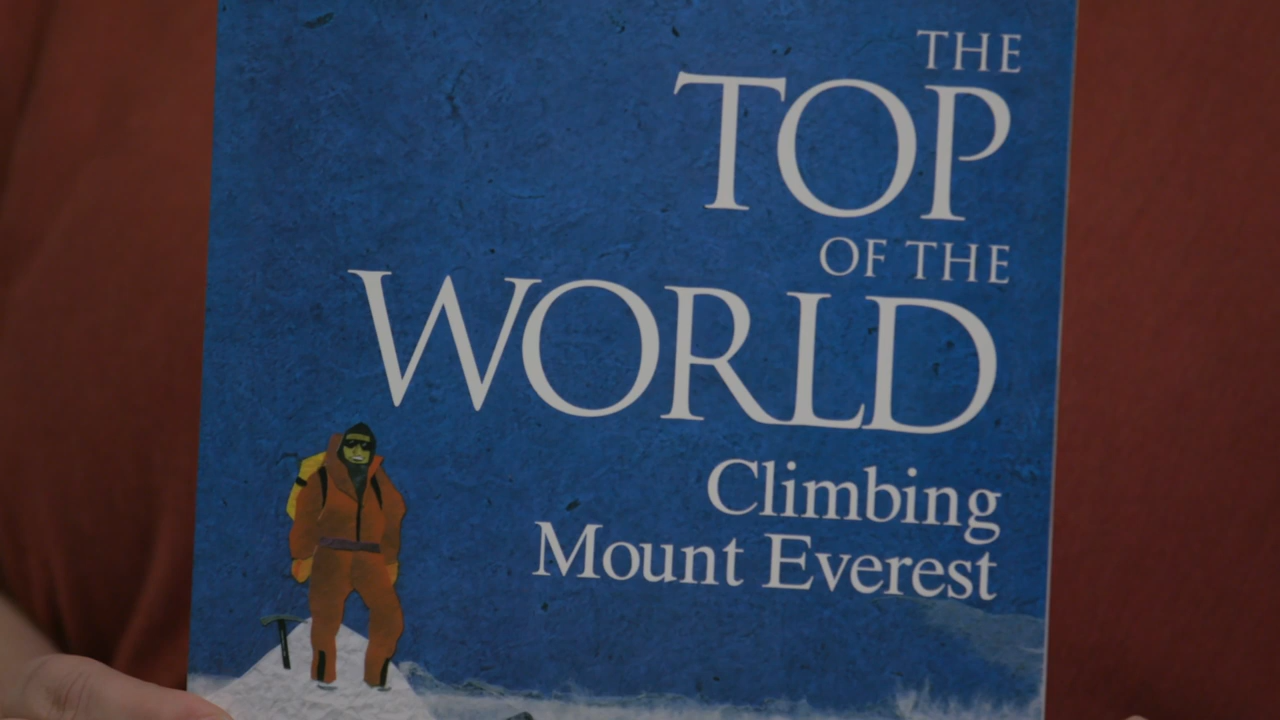 THE
TOP
OF THE
WORLD
Climbing
Mount Everest